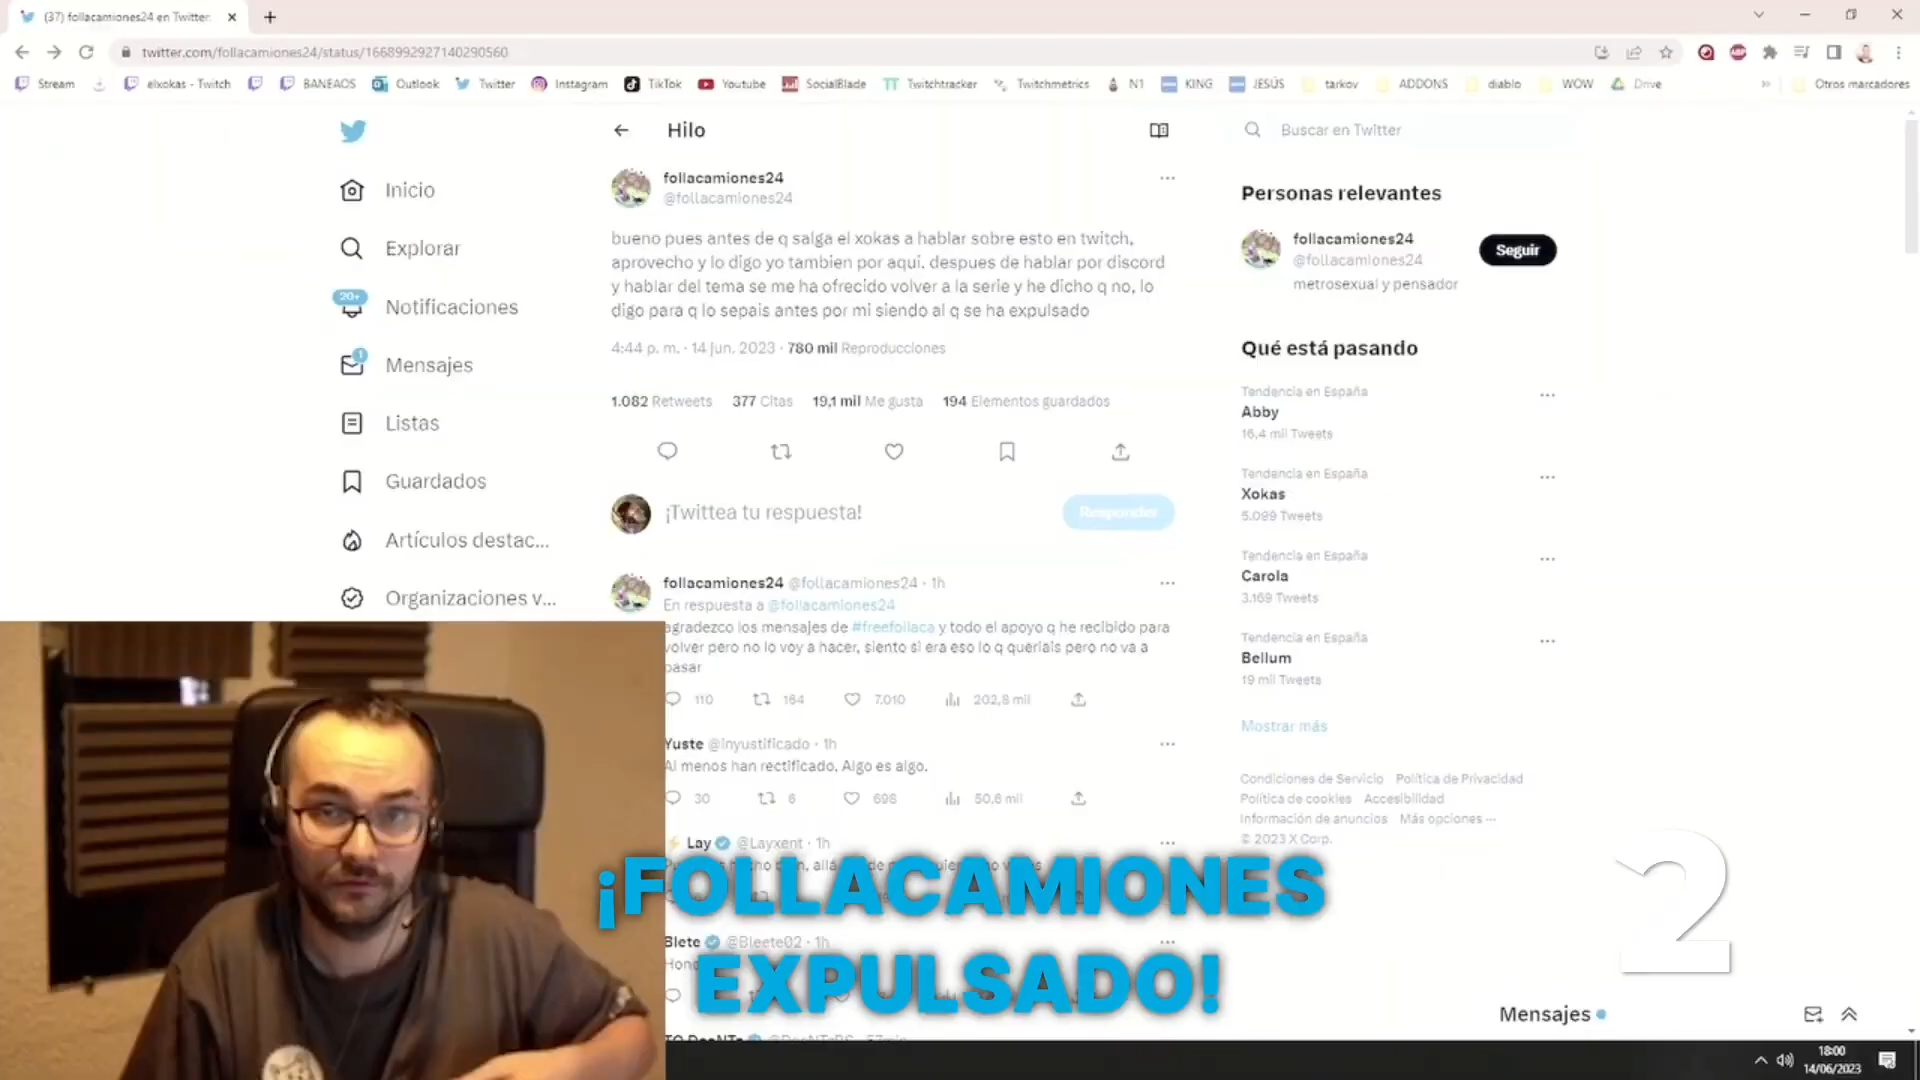 (37) follacamiones24 en Twitter
twitter.com/follacamiones24/status/1668992927140290560
Stream
elxokas - Twitch
BANEAOS
Outlook
Twitter
Instagram
TikTok
Youtube
SocialBlade
Twitchtracker
Twitchmetrics
N1
KING
JESÚS
tarkov
ADDONS
diablo
WOW
Drive
»
Otros marcadores
Inicio
Explorar
20+
Notificaciones
1
Mensajes
Listas
Guardados
Artículos destac...
Organizaciones v...
Hilo
follacamiones24
@follacamiones24
bueno pues antes de q salga el xokas a hablar sobre esto en twitch,
aprovecho y lo digo yo tambien por aqui. despues de hablar por discord
y hablar del tema se me ha ofrecido volver a la serie y he dicho q no, lo
digo para q lo sepais antes por mi siendo al q se ha expulsado
4:44 p. m. · 14 jun. 2023 · 780 mil Reproducciones
1.082 Retweets 377 Citas 19,1 mil Me gusta 194 Elementos guardados
¡Twittea tu respuesta!
Responder
follacamiones24 @follacamiones24 · 1h
En respuesta a @follacamiones24
agradezco los mensajes de #freefollaca y todo el apoyo q he recibido para
volver pero no lo voy a hacer, siento si era eso lo q queriais pero no va a
pasar
110 164 7.010 202,8 mil
Yuste @inyustificado · 1h
Al menos han rectificado. Algo es algo.
30 6 698 50,6 mil
Lay @Layxent · 1h
Blete @Bleete02 · 1h
¡FOLLACAMIONES
EXPULSADO!
Buscar en Twitter
Personas relevantes
follacamiones24
@follacamiones24
metrosexual y pensador
Seguir
Qué está pasando
Tendencia en España
Abby
16,4 mil Tweets
Tendencia en España
Xokas
5.099 Tweets
Tendencia en España
Carola
3.169 Tweets
Tendencia en España
Bellum
19 mil Tweets
Mostrar más
Condiciones de Servicio Política de Privacidad
Política de cookies Accesibilidad
Información de anuncios Más opciones ···
© 2023 X Corp.
2
Mensajes
18:00
14/06/2023